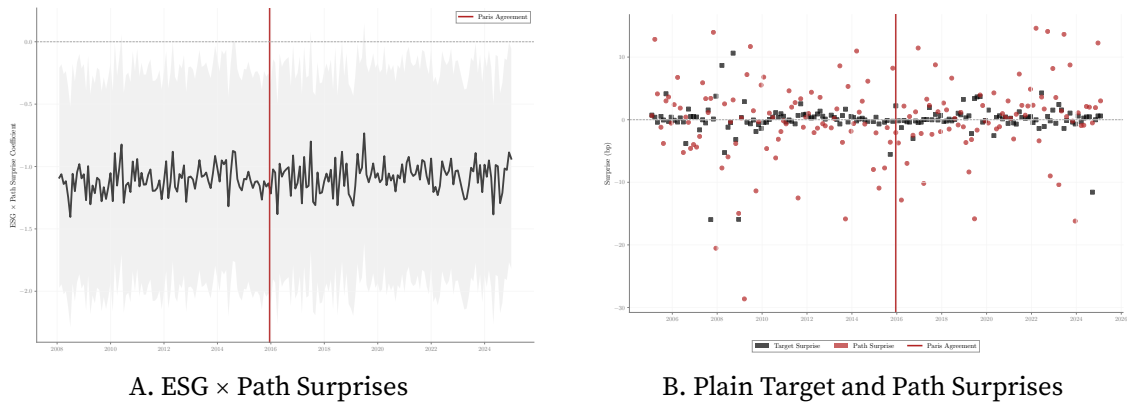 Paris Agreement
0.0
−0.5
−1.0
−1.5
−2.0
ESG × Path Surprise Coefficient
2008 2010 2012 2014 2016 2018 2020 2022 2024
A. ESG × Path Surprises
10
0
−10
−20
−30
Surprise (bp)
2006 2008 2010 2012 2014 2016 2018 2020 2022 2024 2026
Target Surprise Path Surprise Paris Agreement
B. Plain Target and Path Surprises